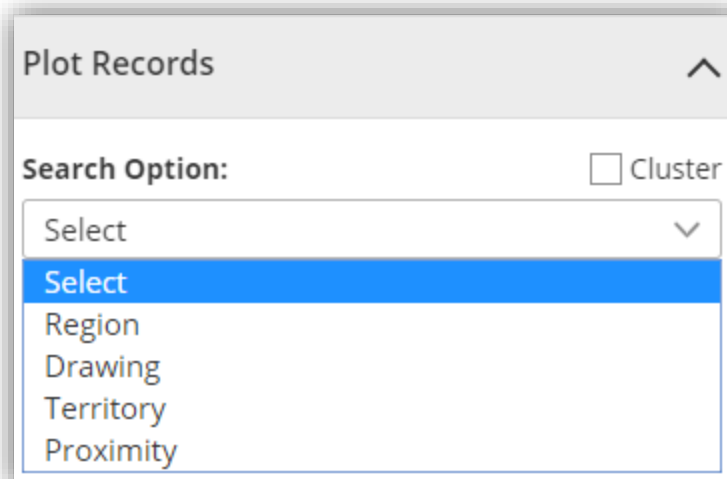 Plot Records
Search Option: Cluster
Select
Select
Region
Drawing
Territory
Proximity